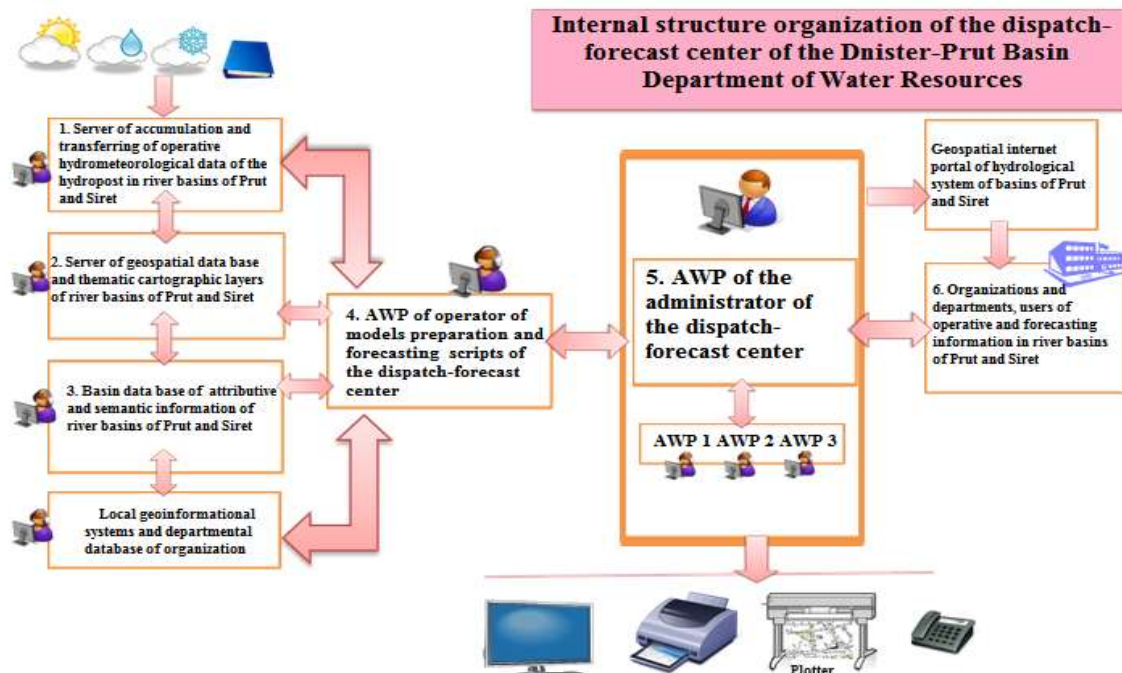 Internal structure organization of the dispatch-
forecast center of the Dnister-Prut Basin
Department of Water Resources
1. Server of accumulation and
transferring of operative
hydrometeorological data of the
hydropost in river basins of Prut
and Siret
2. Server of geospatial data base
and thematic cartographic layers
of river basins of Prut and Siret
3. Basin data base of attributive
and semantic information of
river basins of Prut and Siret
Local geoinformational
systems and departmental
database of organization
4. AWP of operator of
models preparation and
forecasting scripts of
the dispatch-forecast
center
5. AWP of the
administrator of
the dispatch-
forecast center
AWP 1 AWP 2 AWP 3
Geospatial internet
portal of hydrological
system of basins of Prut
and Siret
6. Organizations and
departments, users of
operative and forecasting
information in river basins
of Prut and Siret
Plotter